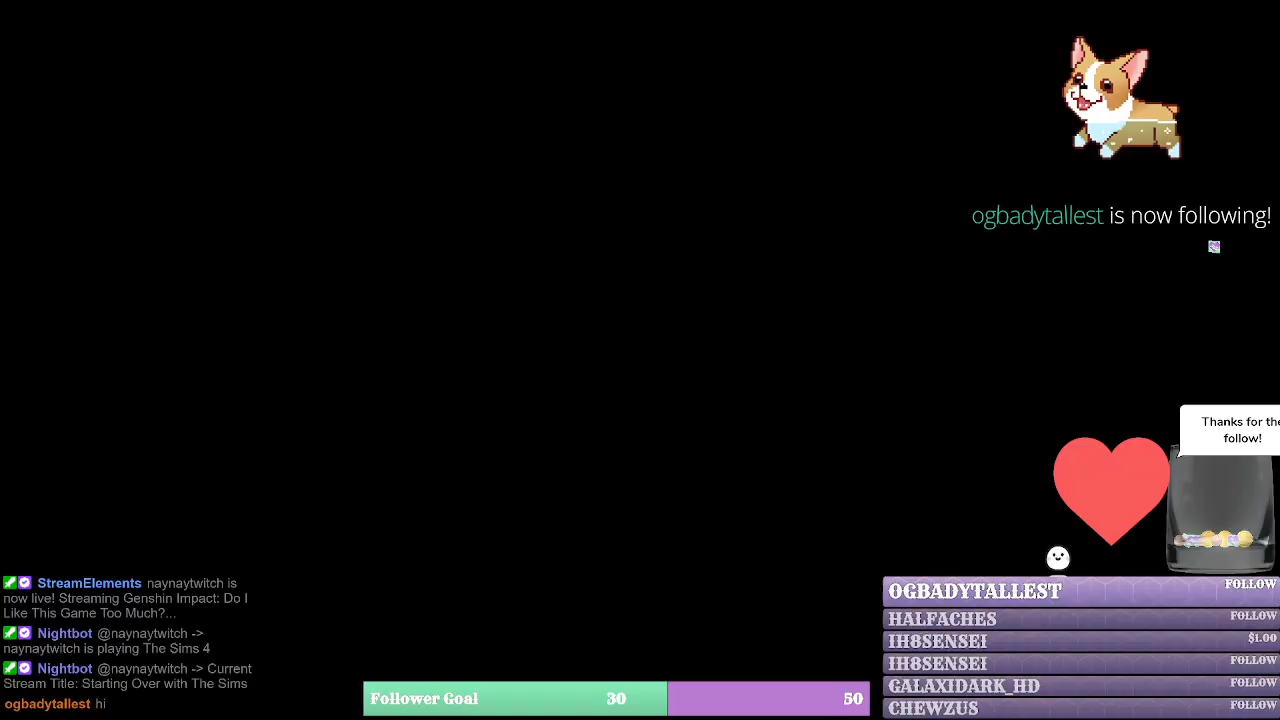 ogbadytallest is now following!
Thanks for the
follow!
StreamElements naynaytwitch is
now live! Streaming Genshin Impact: Do I
Like This Game Too Much?...
Nightbot @naynaytwitch ->
naynaytwitch is playing The Sims 4
Nightbot @naynaytwitch -> Current
Stream Title: Starting Over with The Sims
ogbadytallest hi
Follower Goal 30 50
OGBADYTALLEST FOLLOW
HALFACHES FOLLOW
IH8SENSEI $1.00
IH8SENSEI FOLLOW
GALAXIDARK_HD FOLLOW
CHEWZUS FOLLOW